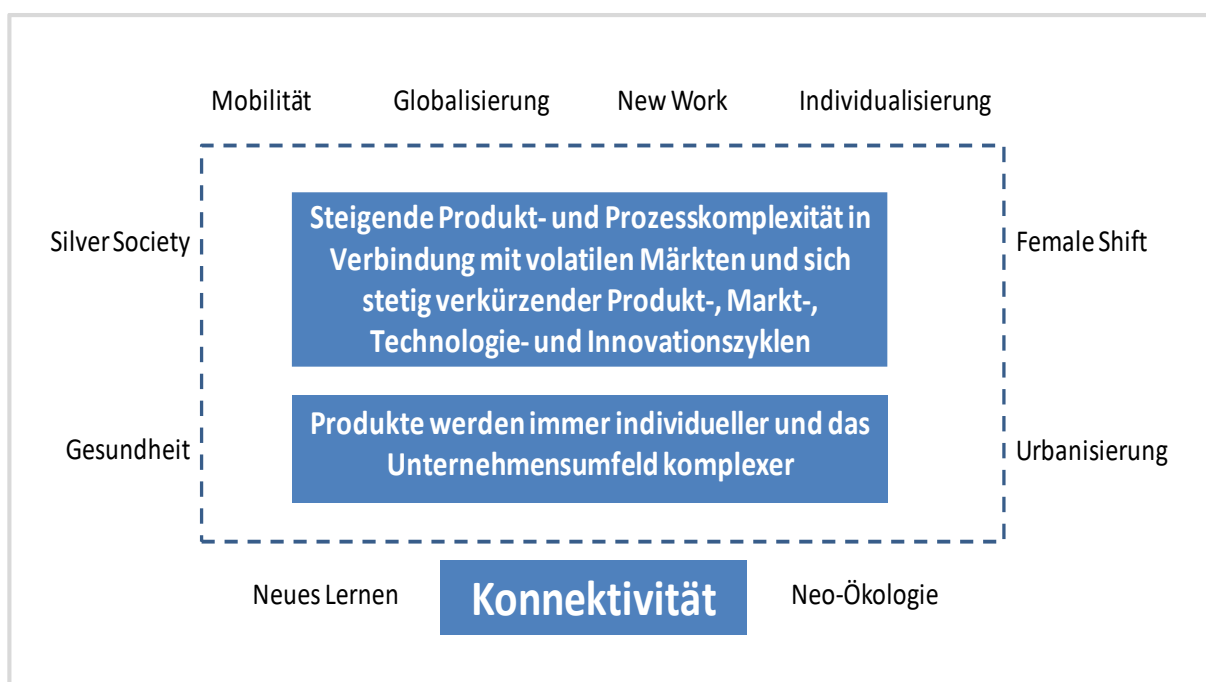 Mobilität Globalisierung New Work Individualisierung
Silver Society
Steigende Produkt- und Prozesskomplexität in
Verbindung mit volatilen Märkten und sich
stetig verkürzender Produkt-, Markt-,
Technologie- und Innovationszyklen
Female Shift
Gesundheit
Produkte werden immer individueller und das
Unternehmensumfeld komplexer
Urbanisierung
Neues Lernen
Konnektivität
Neo-Ökologie